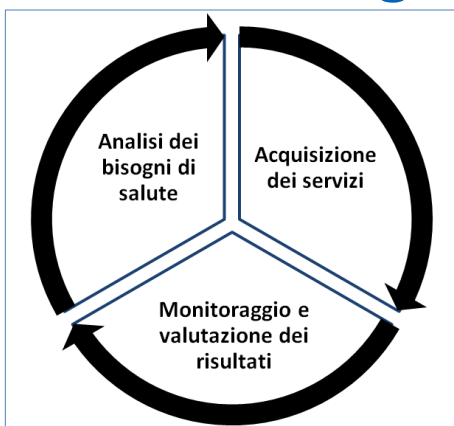 Analisi dei
bisogni di
salute
Acquisizione
dei servizi
Monitoraggio e
valutazione dei
risultati